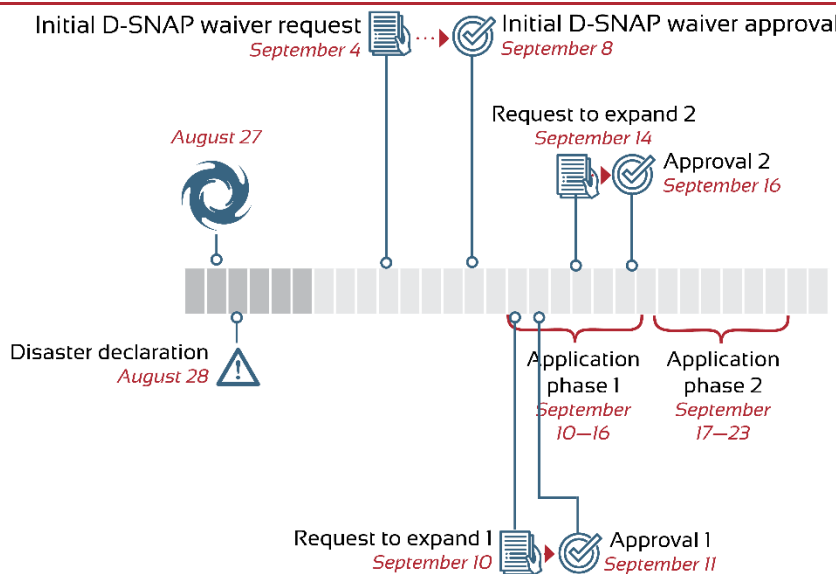 Initial D-SNAP waiver request
September 4
Initial D-SNAP waiver approval
September 8
Request to expand 2
September 14
Approval 2
September 16
August 27
Disaster declaration
August 28
Application
phase 1
September
10—16
Application
phase 2
September
17—23
Request to expand 1
September 10
Approval 1
September 11